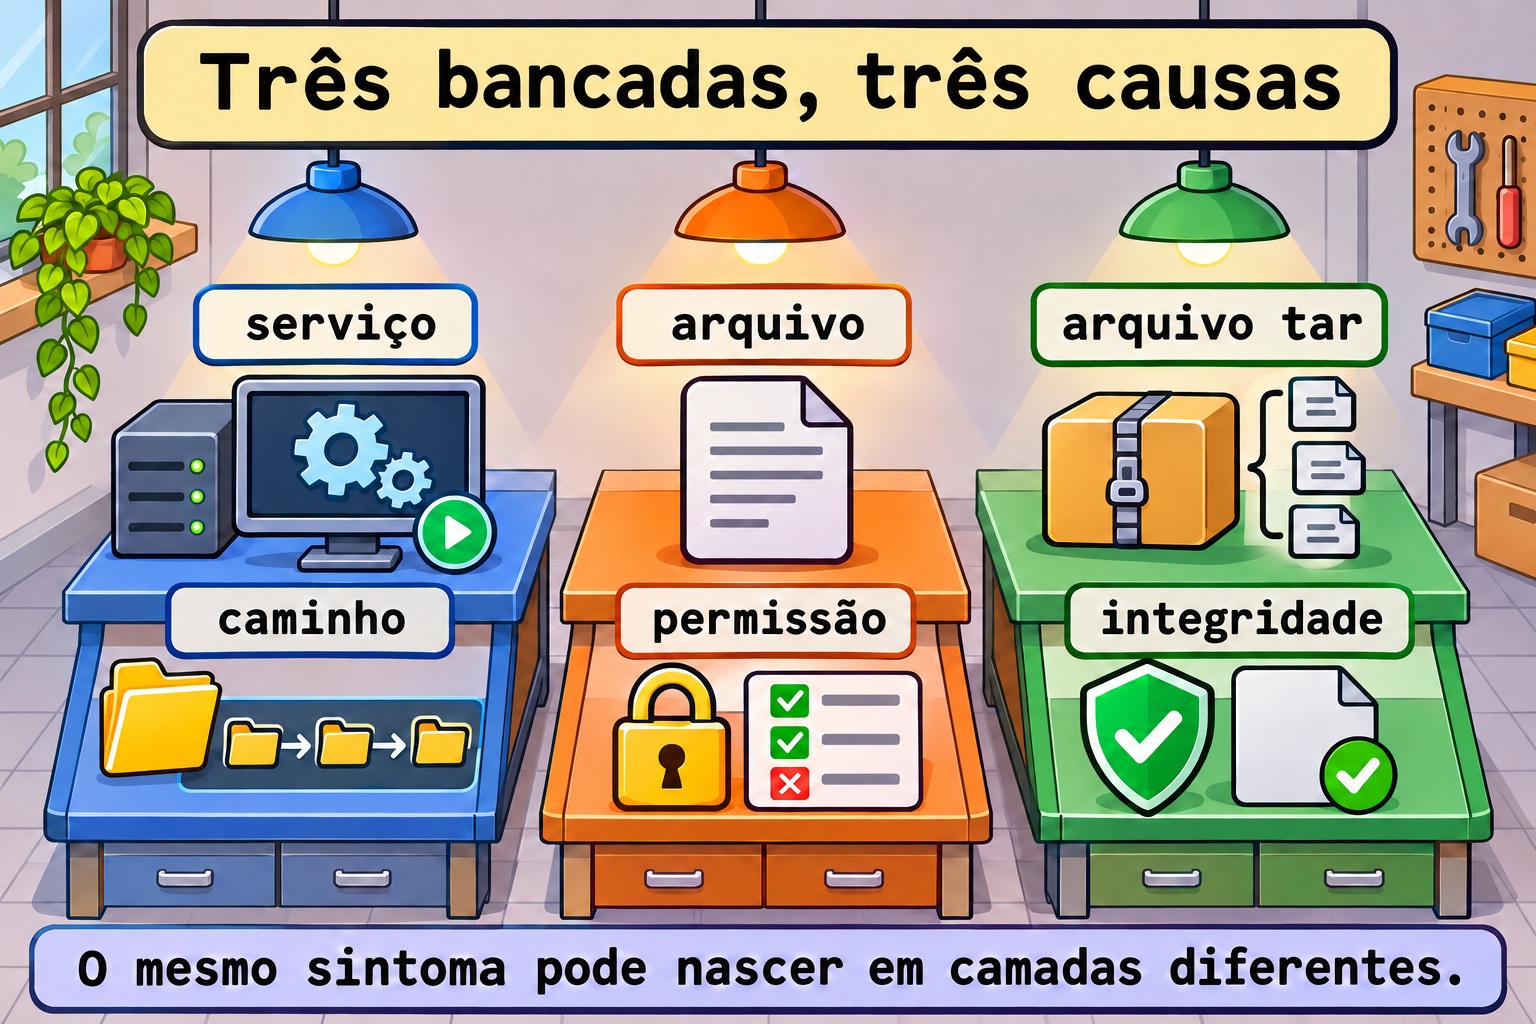 Três bancadas, três causas
serviço
arquivo
arquivo tar
caminho
permissão
integridade
O mesmo sintoma pode nascer em camadas diferentes.